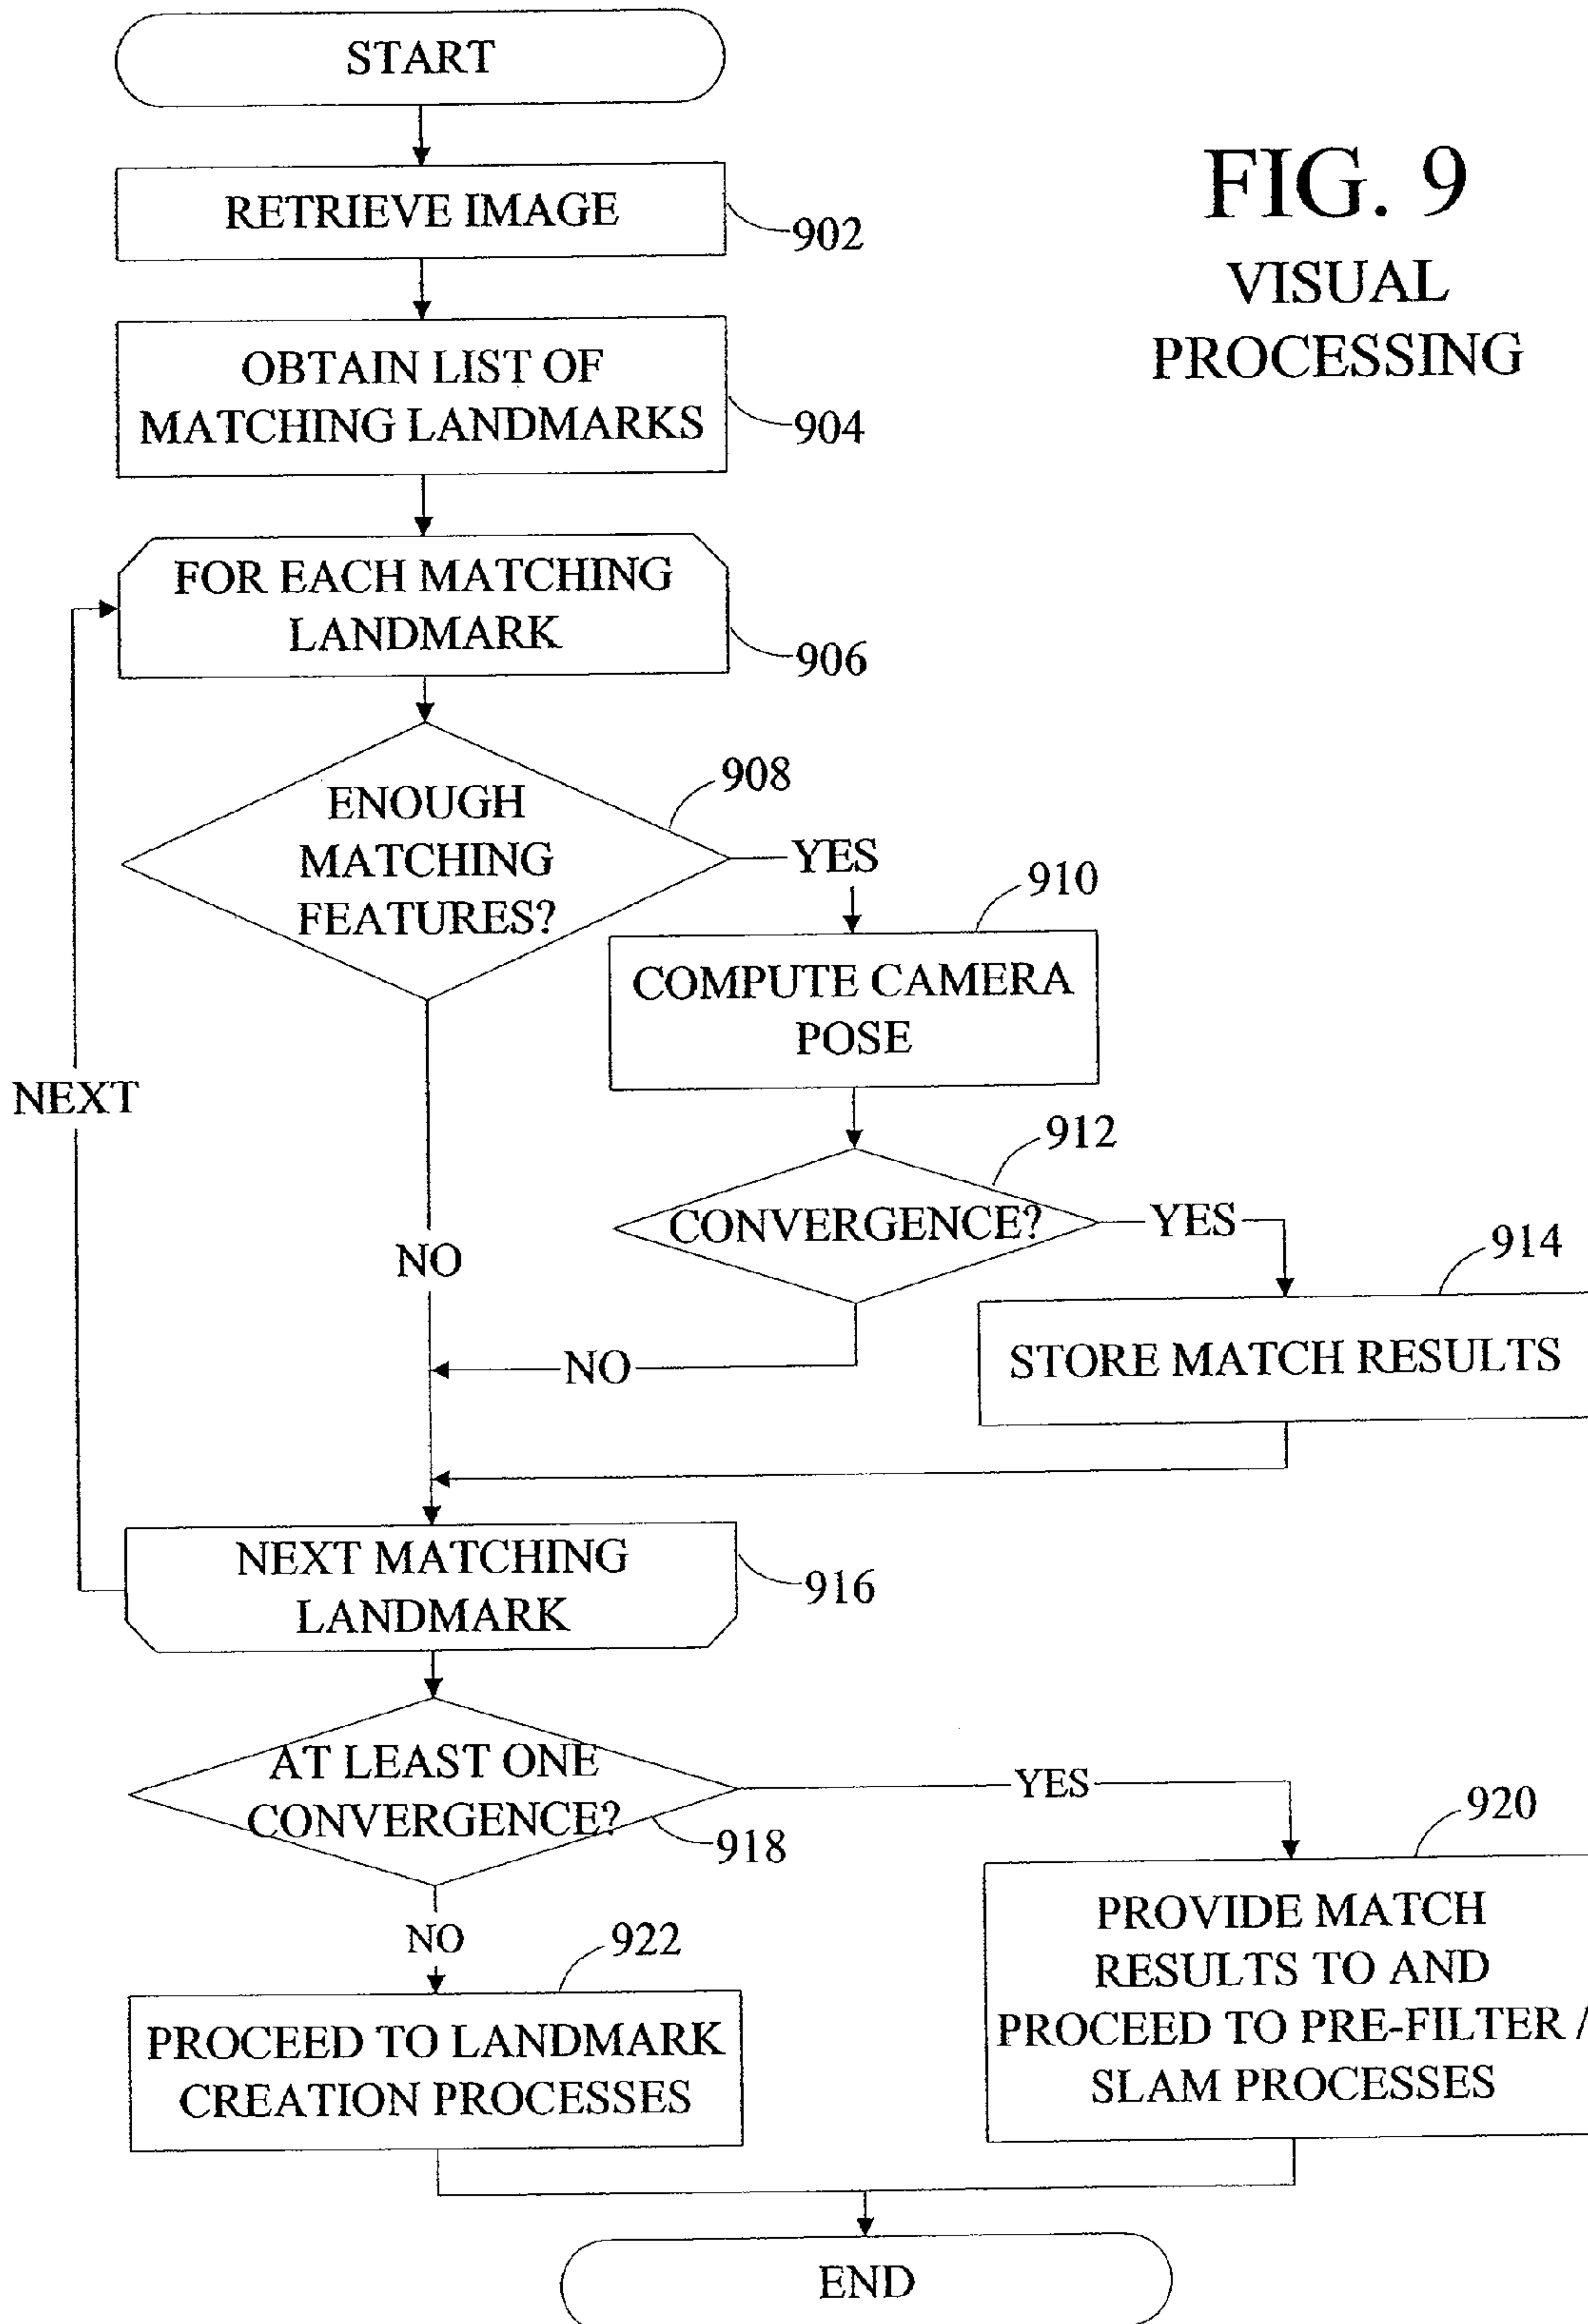 START
FIG. 9
VISUAL
PROCESSING
RETRIEVE IMAGE
902
OBTAIN LIST OF
MATCHING LANDMARKS
904
FOR EACH MATCHING
LANDMARK
906
ENOUGH
MATCHING
FEATURES?
908
YES
910
COMPUTE CAMERA
POSE
NEXT
NO
912
CONVERGENCE?
YES
914
NO
STORE MATCH RESULTS
NEXT MATCHING
LANDMARK
916
AT LEAST ONE
CONVERGENCE?
918
YES
920
NO
922
PROVIDE MATCH
RESULTS TO AND
PROCEED TO PRE-FILTER /
SLAM PROCESSES
PROCEED TO LANDMARK
CREATION PROCESSES
END